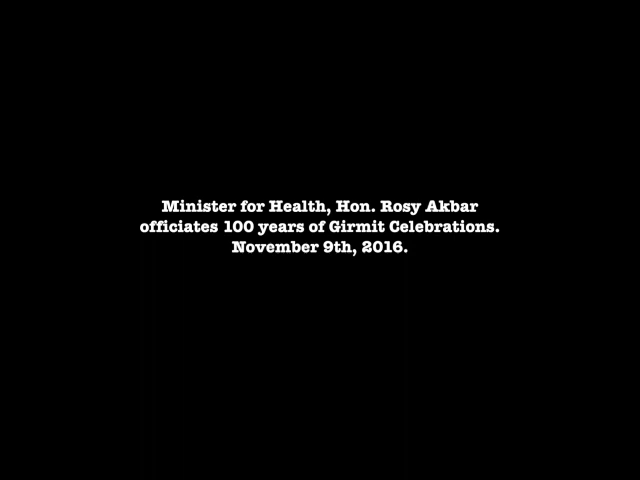 Minister for Health, Hon. Rosy Akbar
officiates 100 years of Girmit Celebrations.
November 9th, 2016.